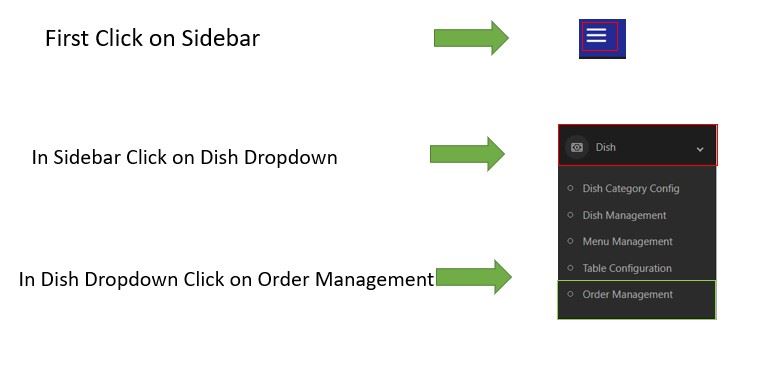 First Click on Sidebar
In Sidebar Click on Dish Dropdown
Dish
Dish Category Config
Dish Management
Menu Management
Table Configuration
In Dish Dropdown Click on Order Management
Order Management